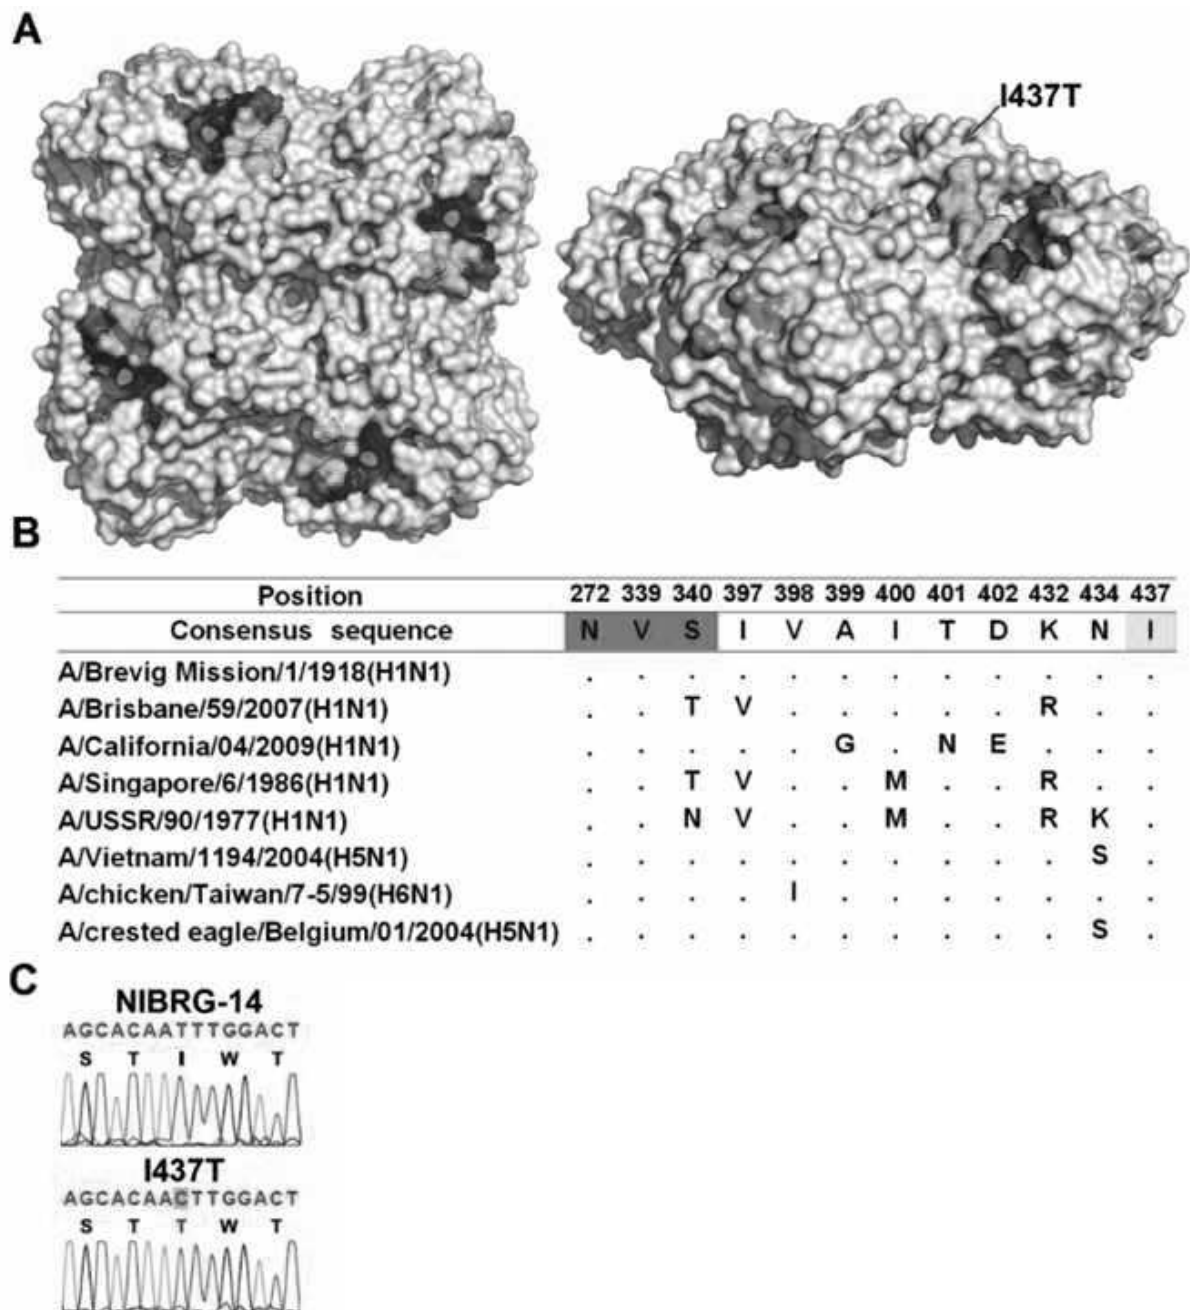 A
I437T
B
Position 272 339 340 397 398 399 400 401 402 432 434 437
Consensus sequence N V S I V A I T D K N I
A/Brevig Mission/1/1918(H1N1) . . . . . . . . . . . .
A/Brisbane/59/2007(H1N1) . . T V . . . . . R . .
A/California/04/2009(H1N1) . . . . . G . N E . . .
A/Singapore/6/1986(H1N1) . . T V . . M . . R . .
A/USSR/90/1977(H1N1) . . N V . . M . . R K .
A/Vietnam/1194/2004(H5N1) . . . . . . . . . . S .
A/chicken/Taiwan/7-5/99(H6N1) . . . . I . . . . . . .
A/crested eagle/Belgium/01/2004(H5N1) . . . . . . . . . . S .
C
NIBRG-14
AGCACAATTTGGACT
S T I W T
I437T
AGCACAACTTGGACT
S T T W T